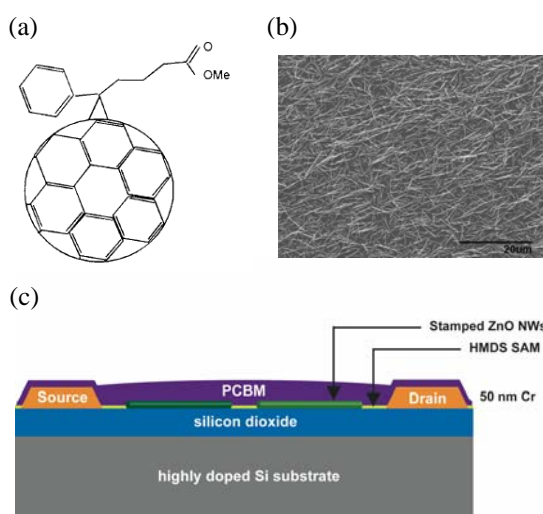 (a)
(b)
O
OMe
20um
(c)
Stamped ZnO NWs
HMDS SAM
PCBM
Source
Drain
50 nm Cr
silicon dioxide
highly doped Si substrate